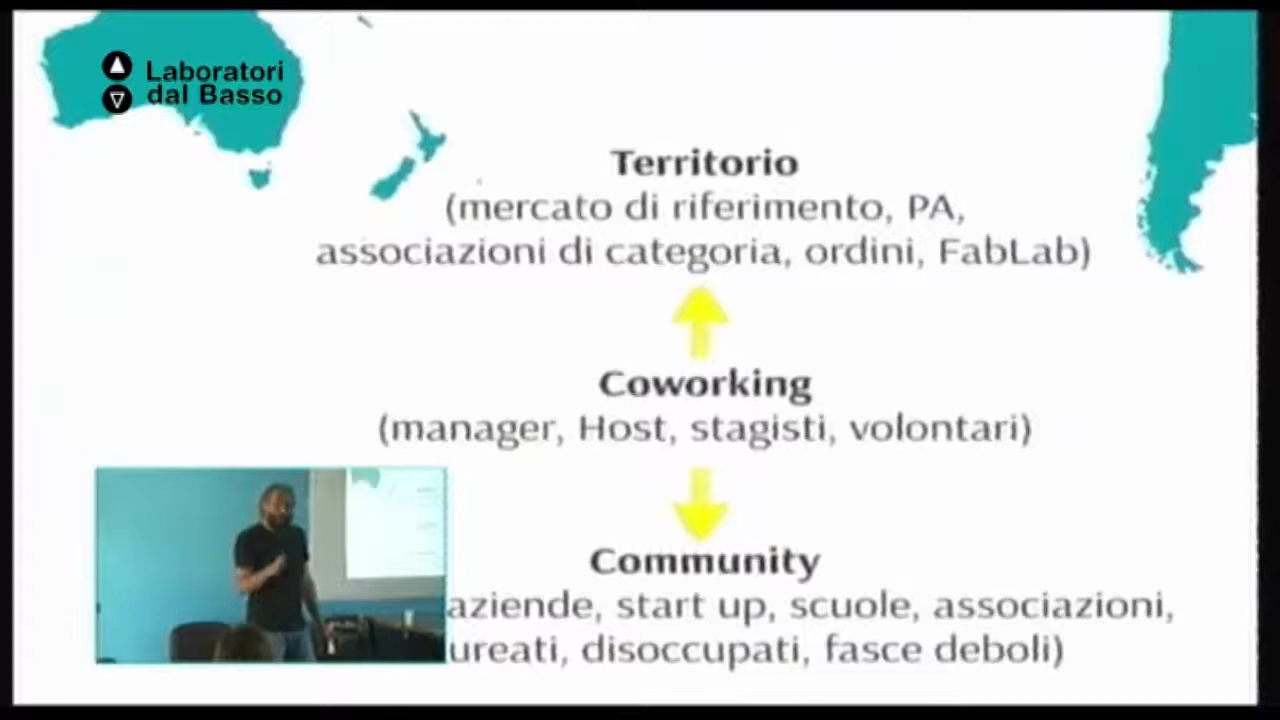 Laboratori
dal Basso
Territorio
(mercato di riferimento, PA,
associazioni di categoria, ordini, FabLab)
Coworking
(manager, Host, stagisti, volontari)
Community
aziende, start up, scuole, associazioni,
disoccupati, fasce deboli)